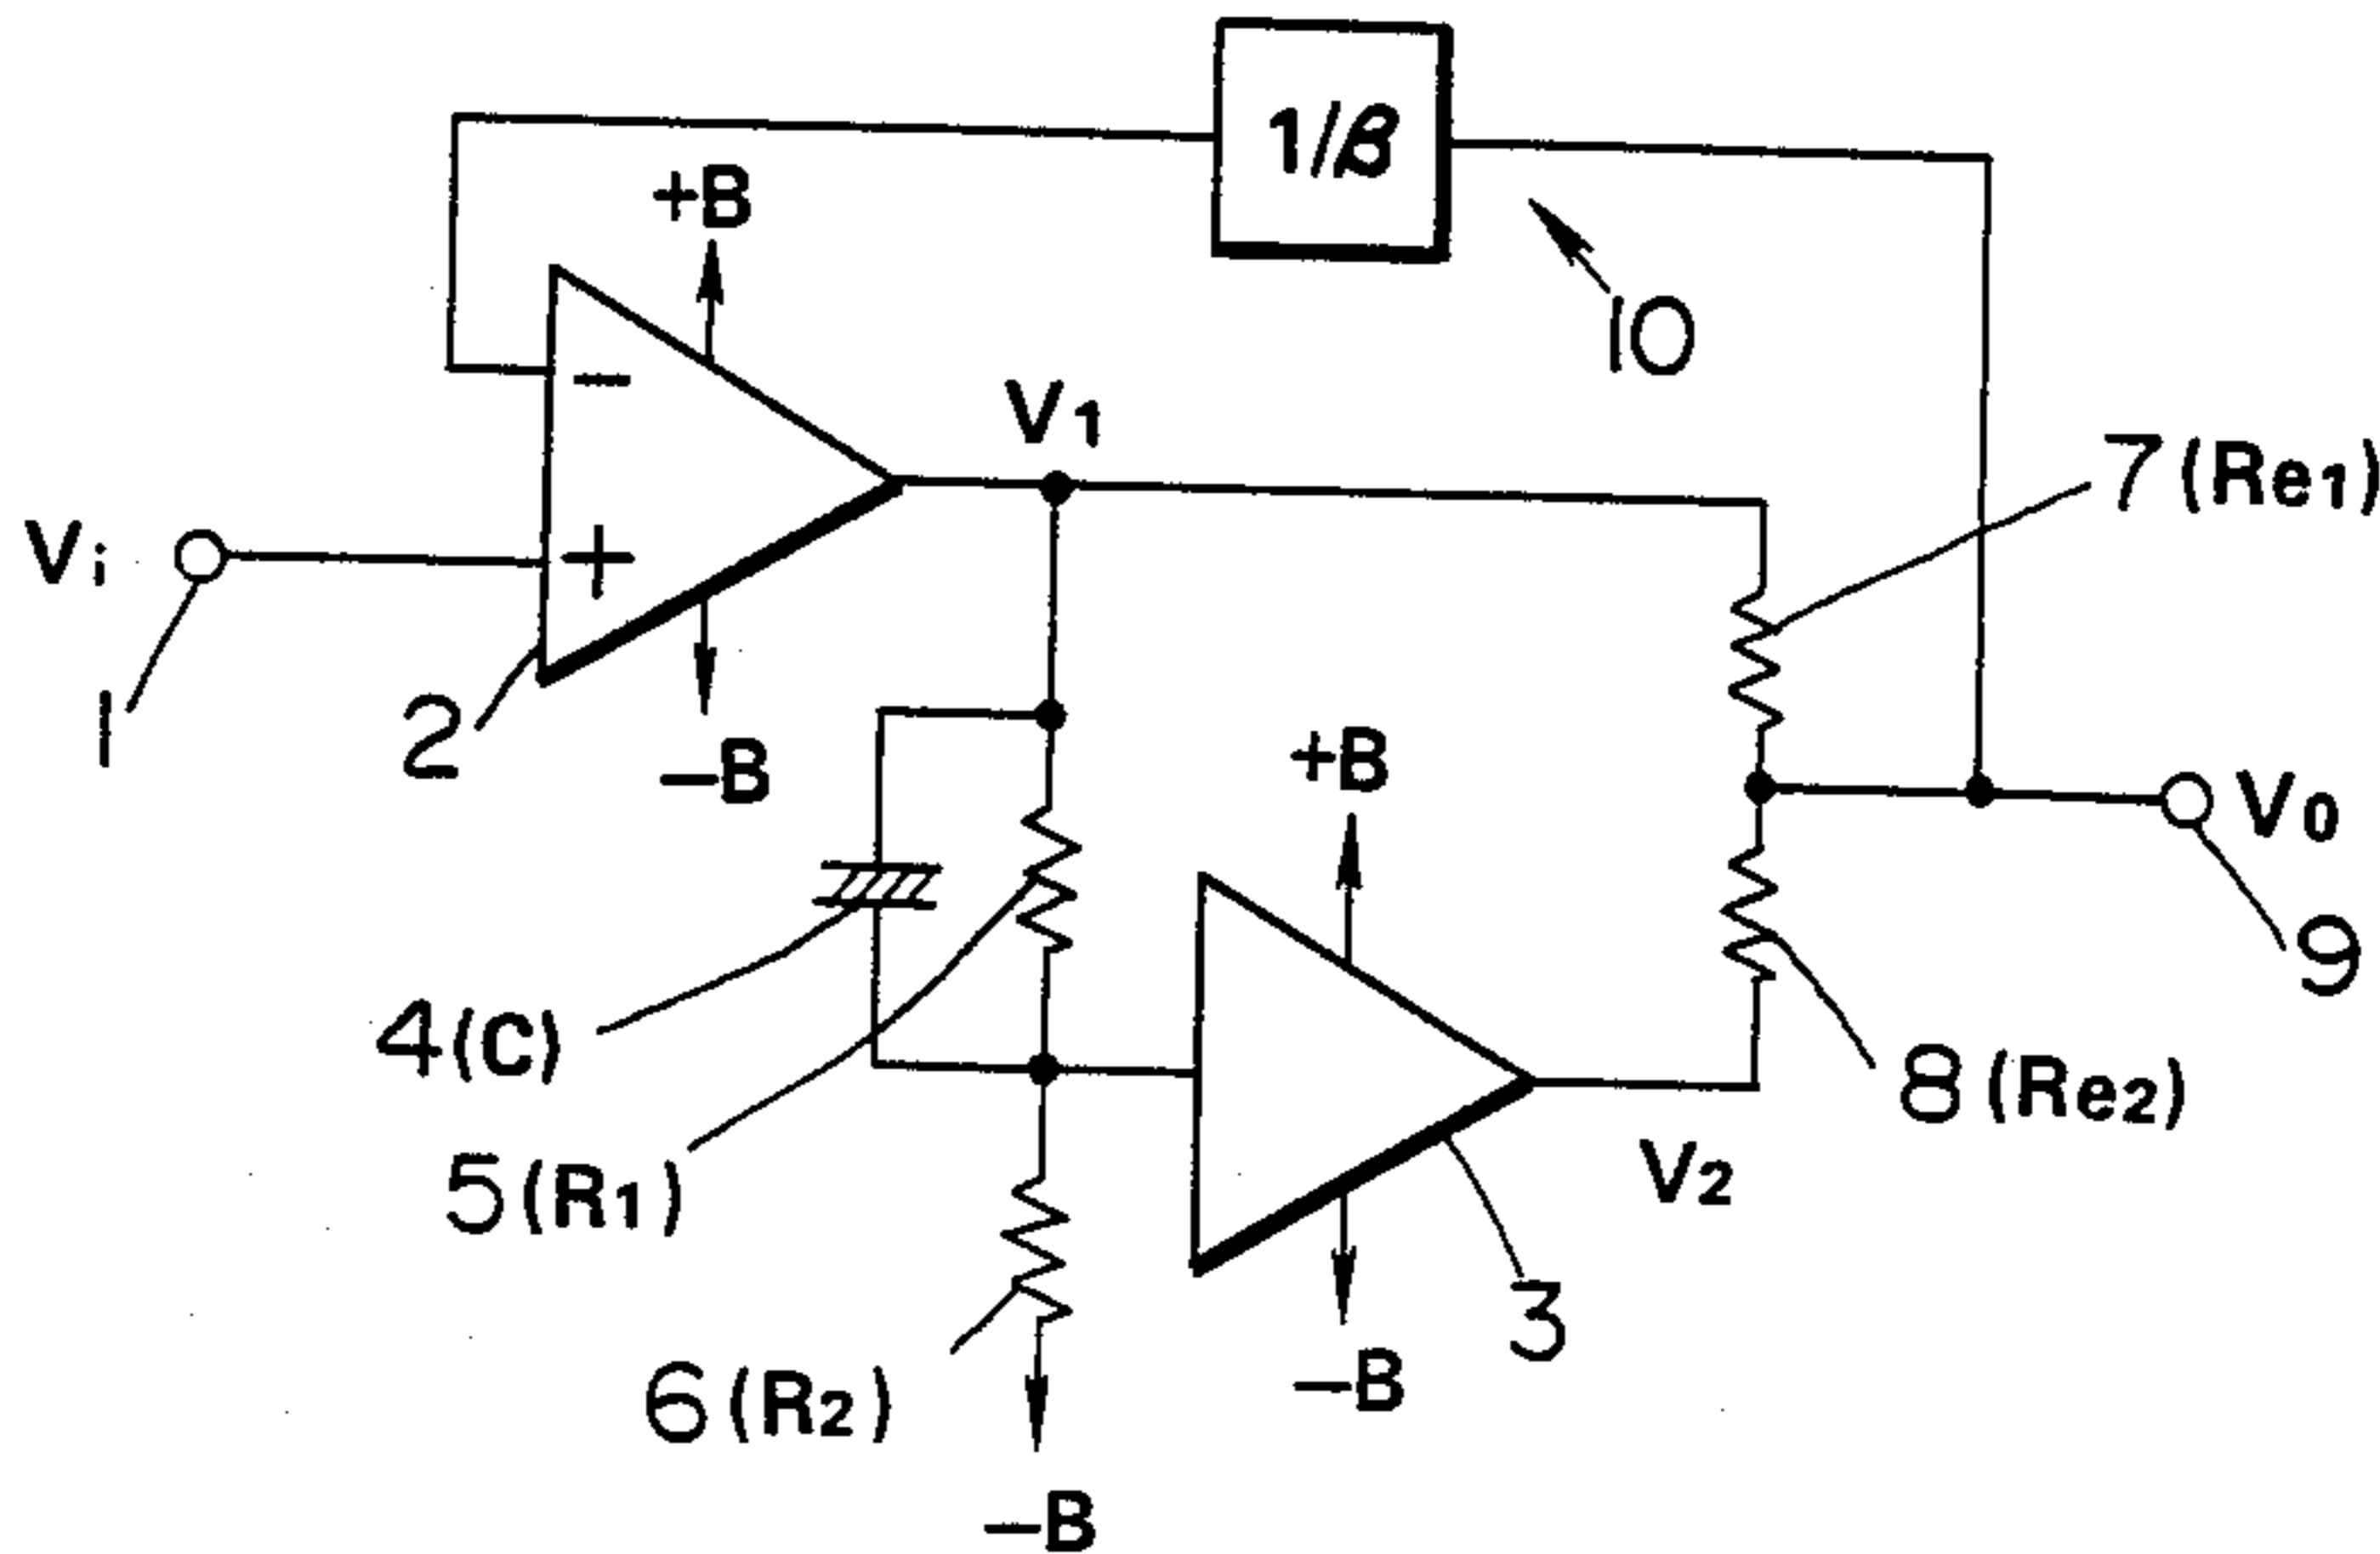 1/β
+B
10
−
V1
7(Re1)
Vi
+
1
2
−B
+B
V0
9
4(C)
8(Re2)
5(R1)
V2
3
6(R2)
−B
−B